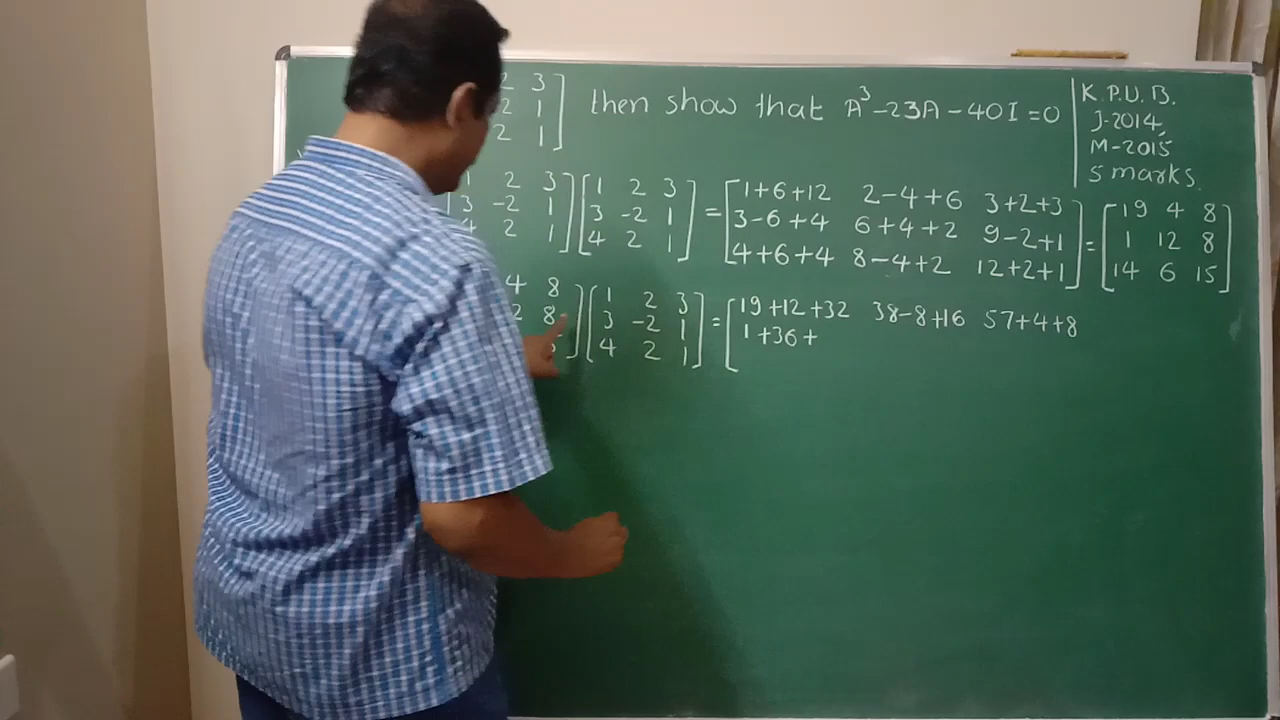 2 3 then show that A³-23A-40I=0
2 1
2 1
K.P.U.B.
J-2014,
M-2015
5 marks.
1 2 3 1 2 3 = 1+6+12 2-4+6 3+2+3 = 19 4 8
3 -2 1 3 -2 1 3-6+4 6+4+2 9-2+1 1 12 8
4 2 1 4 2 1 4+6+4 8-4+2 12+2+1 14 6 15
4 8 1 2 3 = 19+12+32 38-8+16 57+4+8
2 8 3 -2 1 1+36+
4 2 1